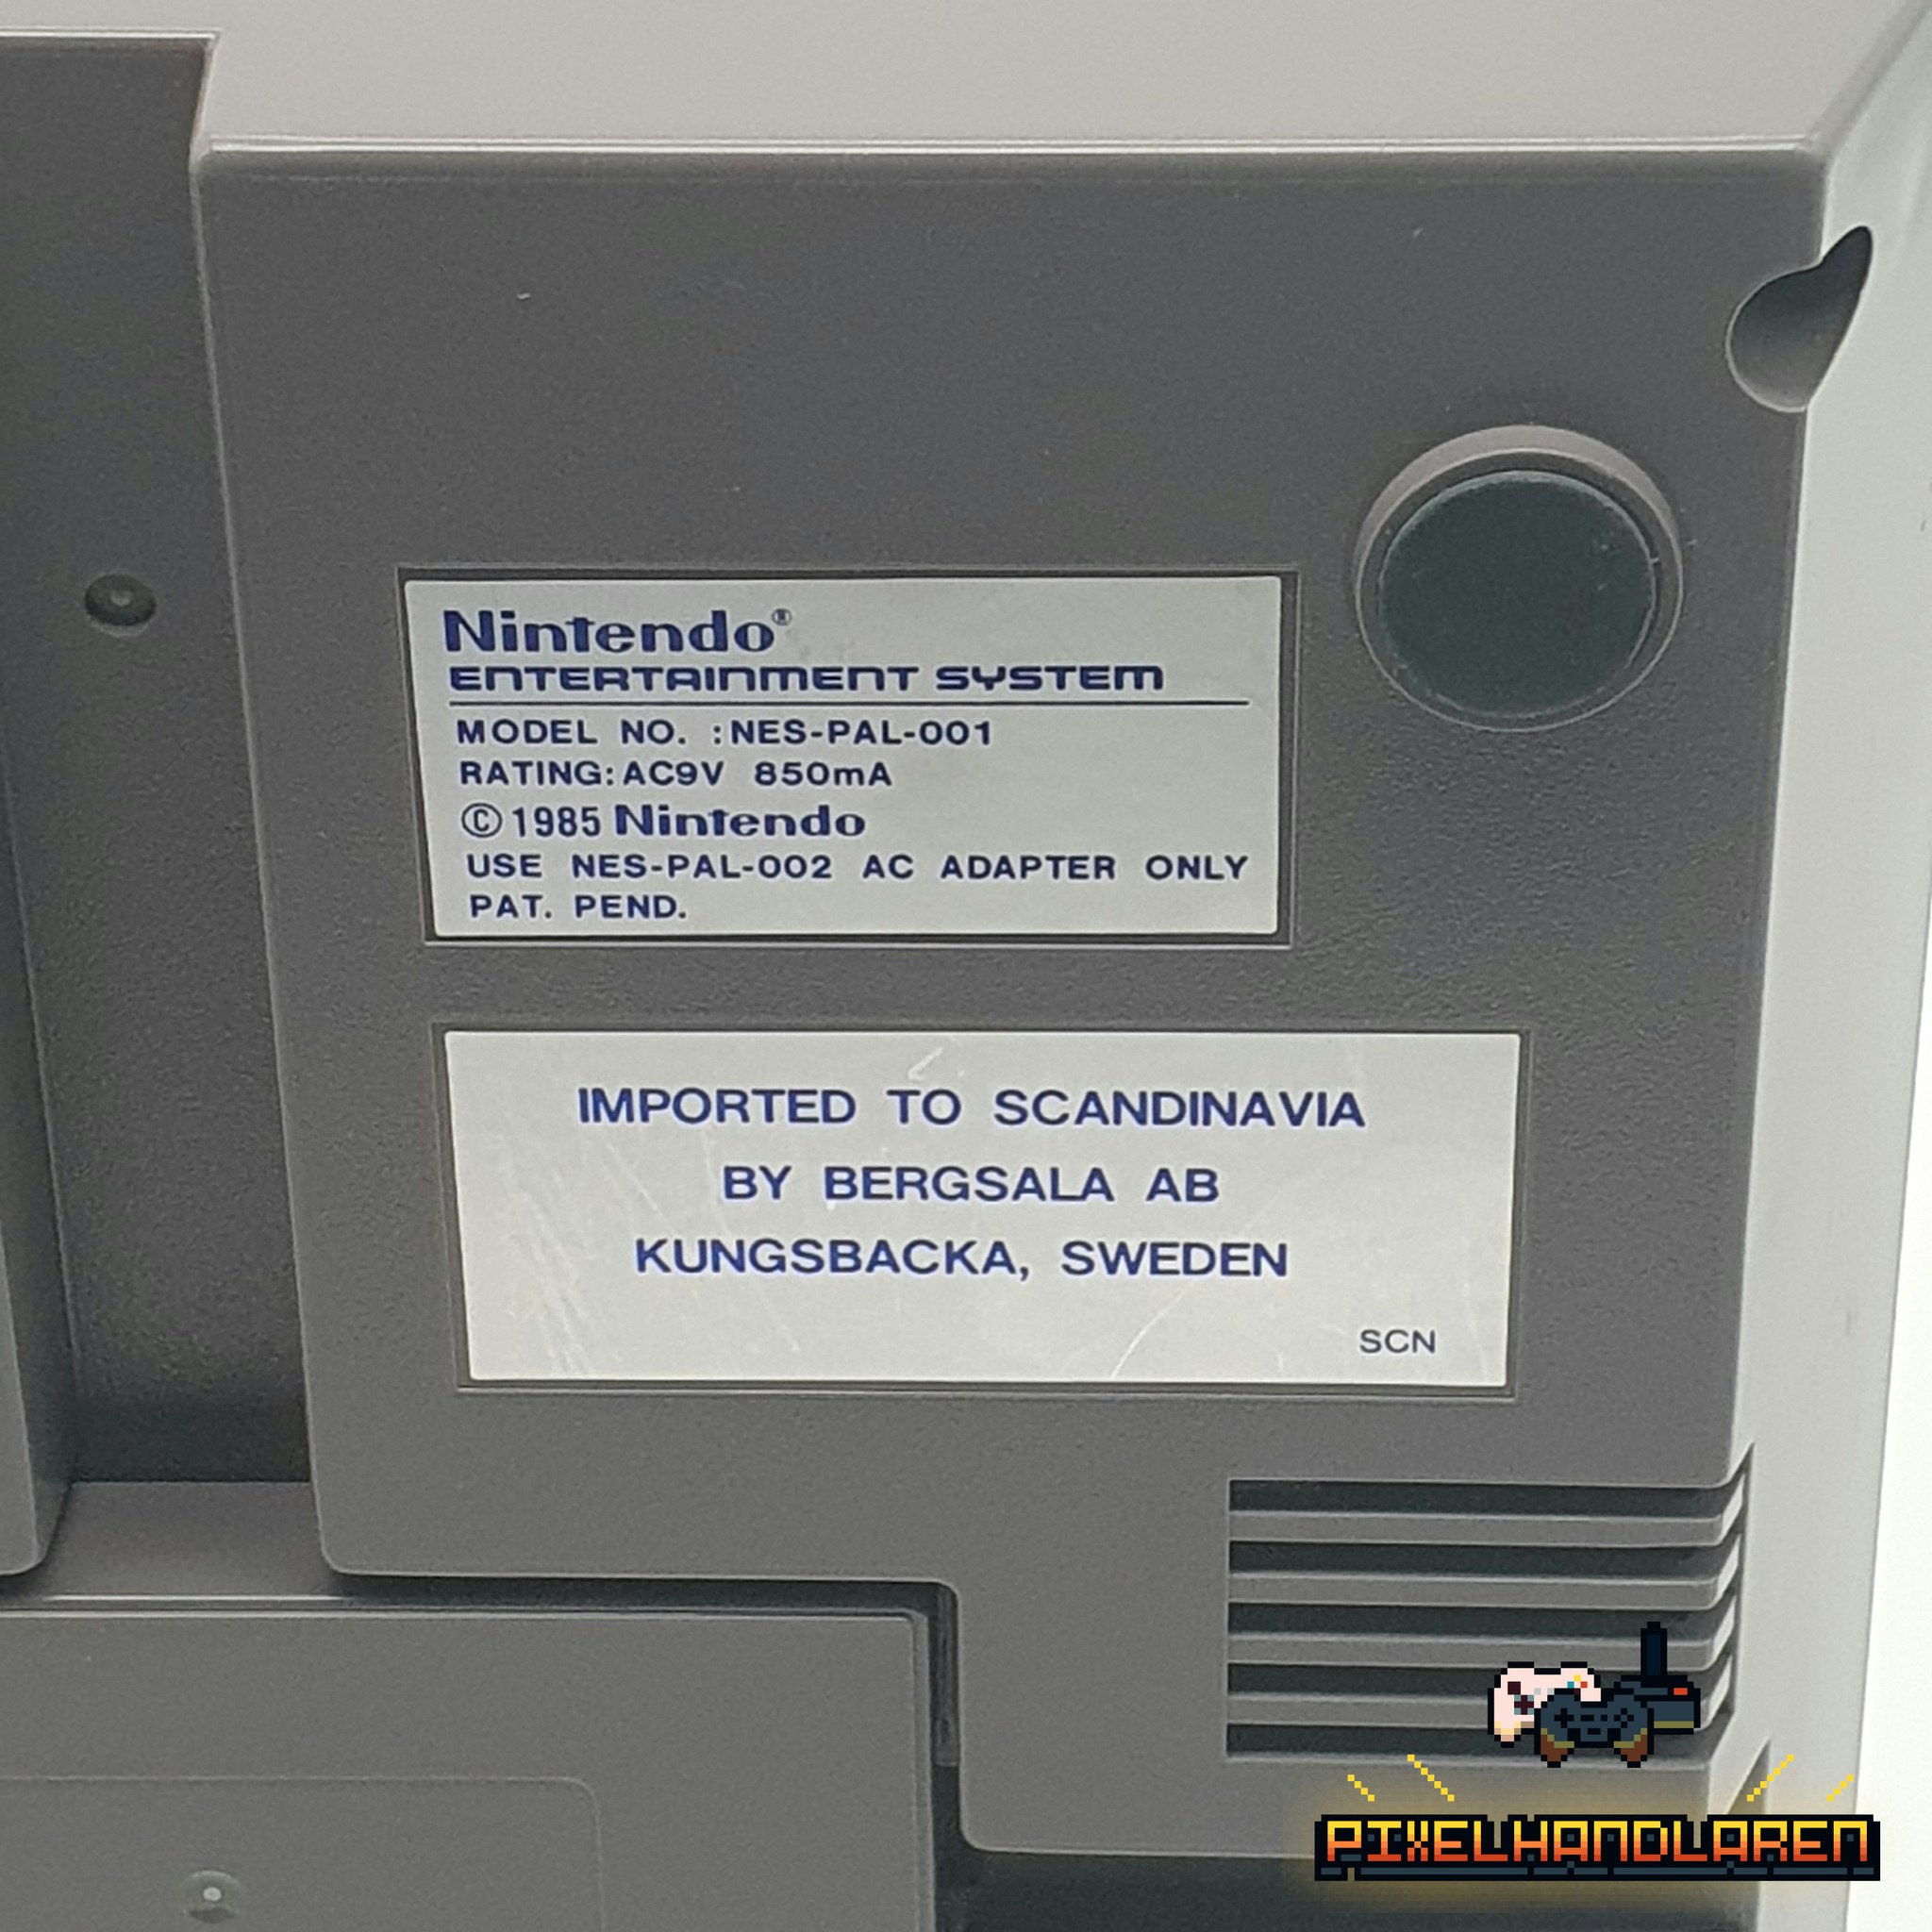 Nintendo®
ENTERTAINMENT SYSTEM
MODEL NO. :NES-PAL-001
RATING:AC9V 850mA
©1985 Nintendo
USE NES-PAL-002 AC ADAPTER ONLY
PAT. PEND.
IMPORTED TO SCANDINAVIA
BY BERGSALA AB
KUNGSBACKA, SWEDEN
SCN
PIXELHANDLAREN